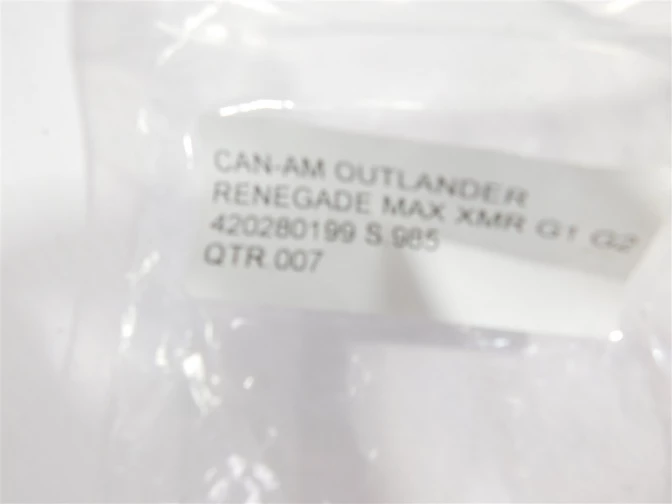 CAN-AM OUTLANDER
RENEGADE MAX XMR G1 G2
420280199 S.985
QTR.007